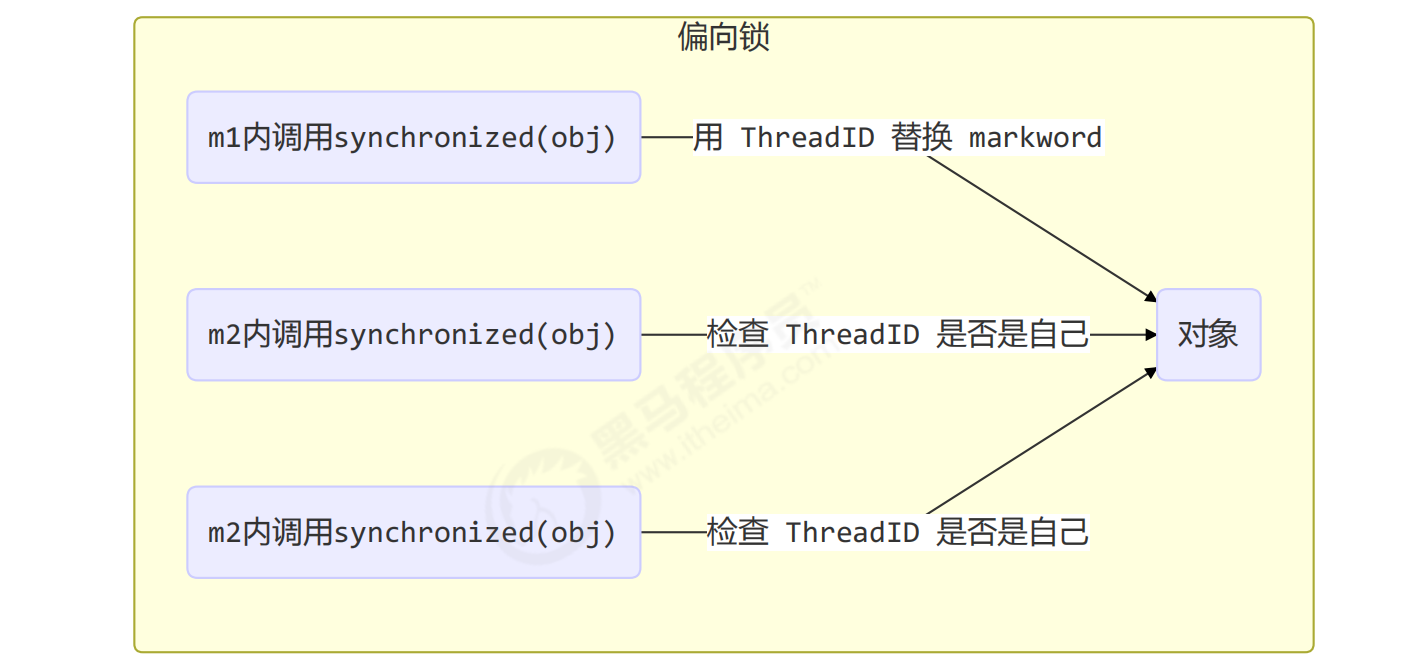 偏向锁
m1内调用synchronized(obj)
用 ThreadID 替换 markword
m2内调用synchronized(obj)
检查 ThreadID 是否是自己
对象
m2内调用synchronized(obj)
检查 ThreadID 是否是自己
黑马程序员™
www.itheima.com